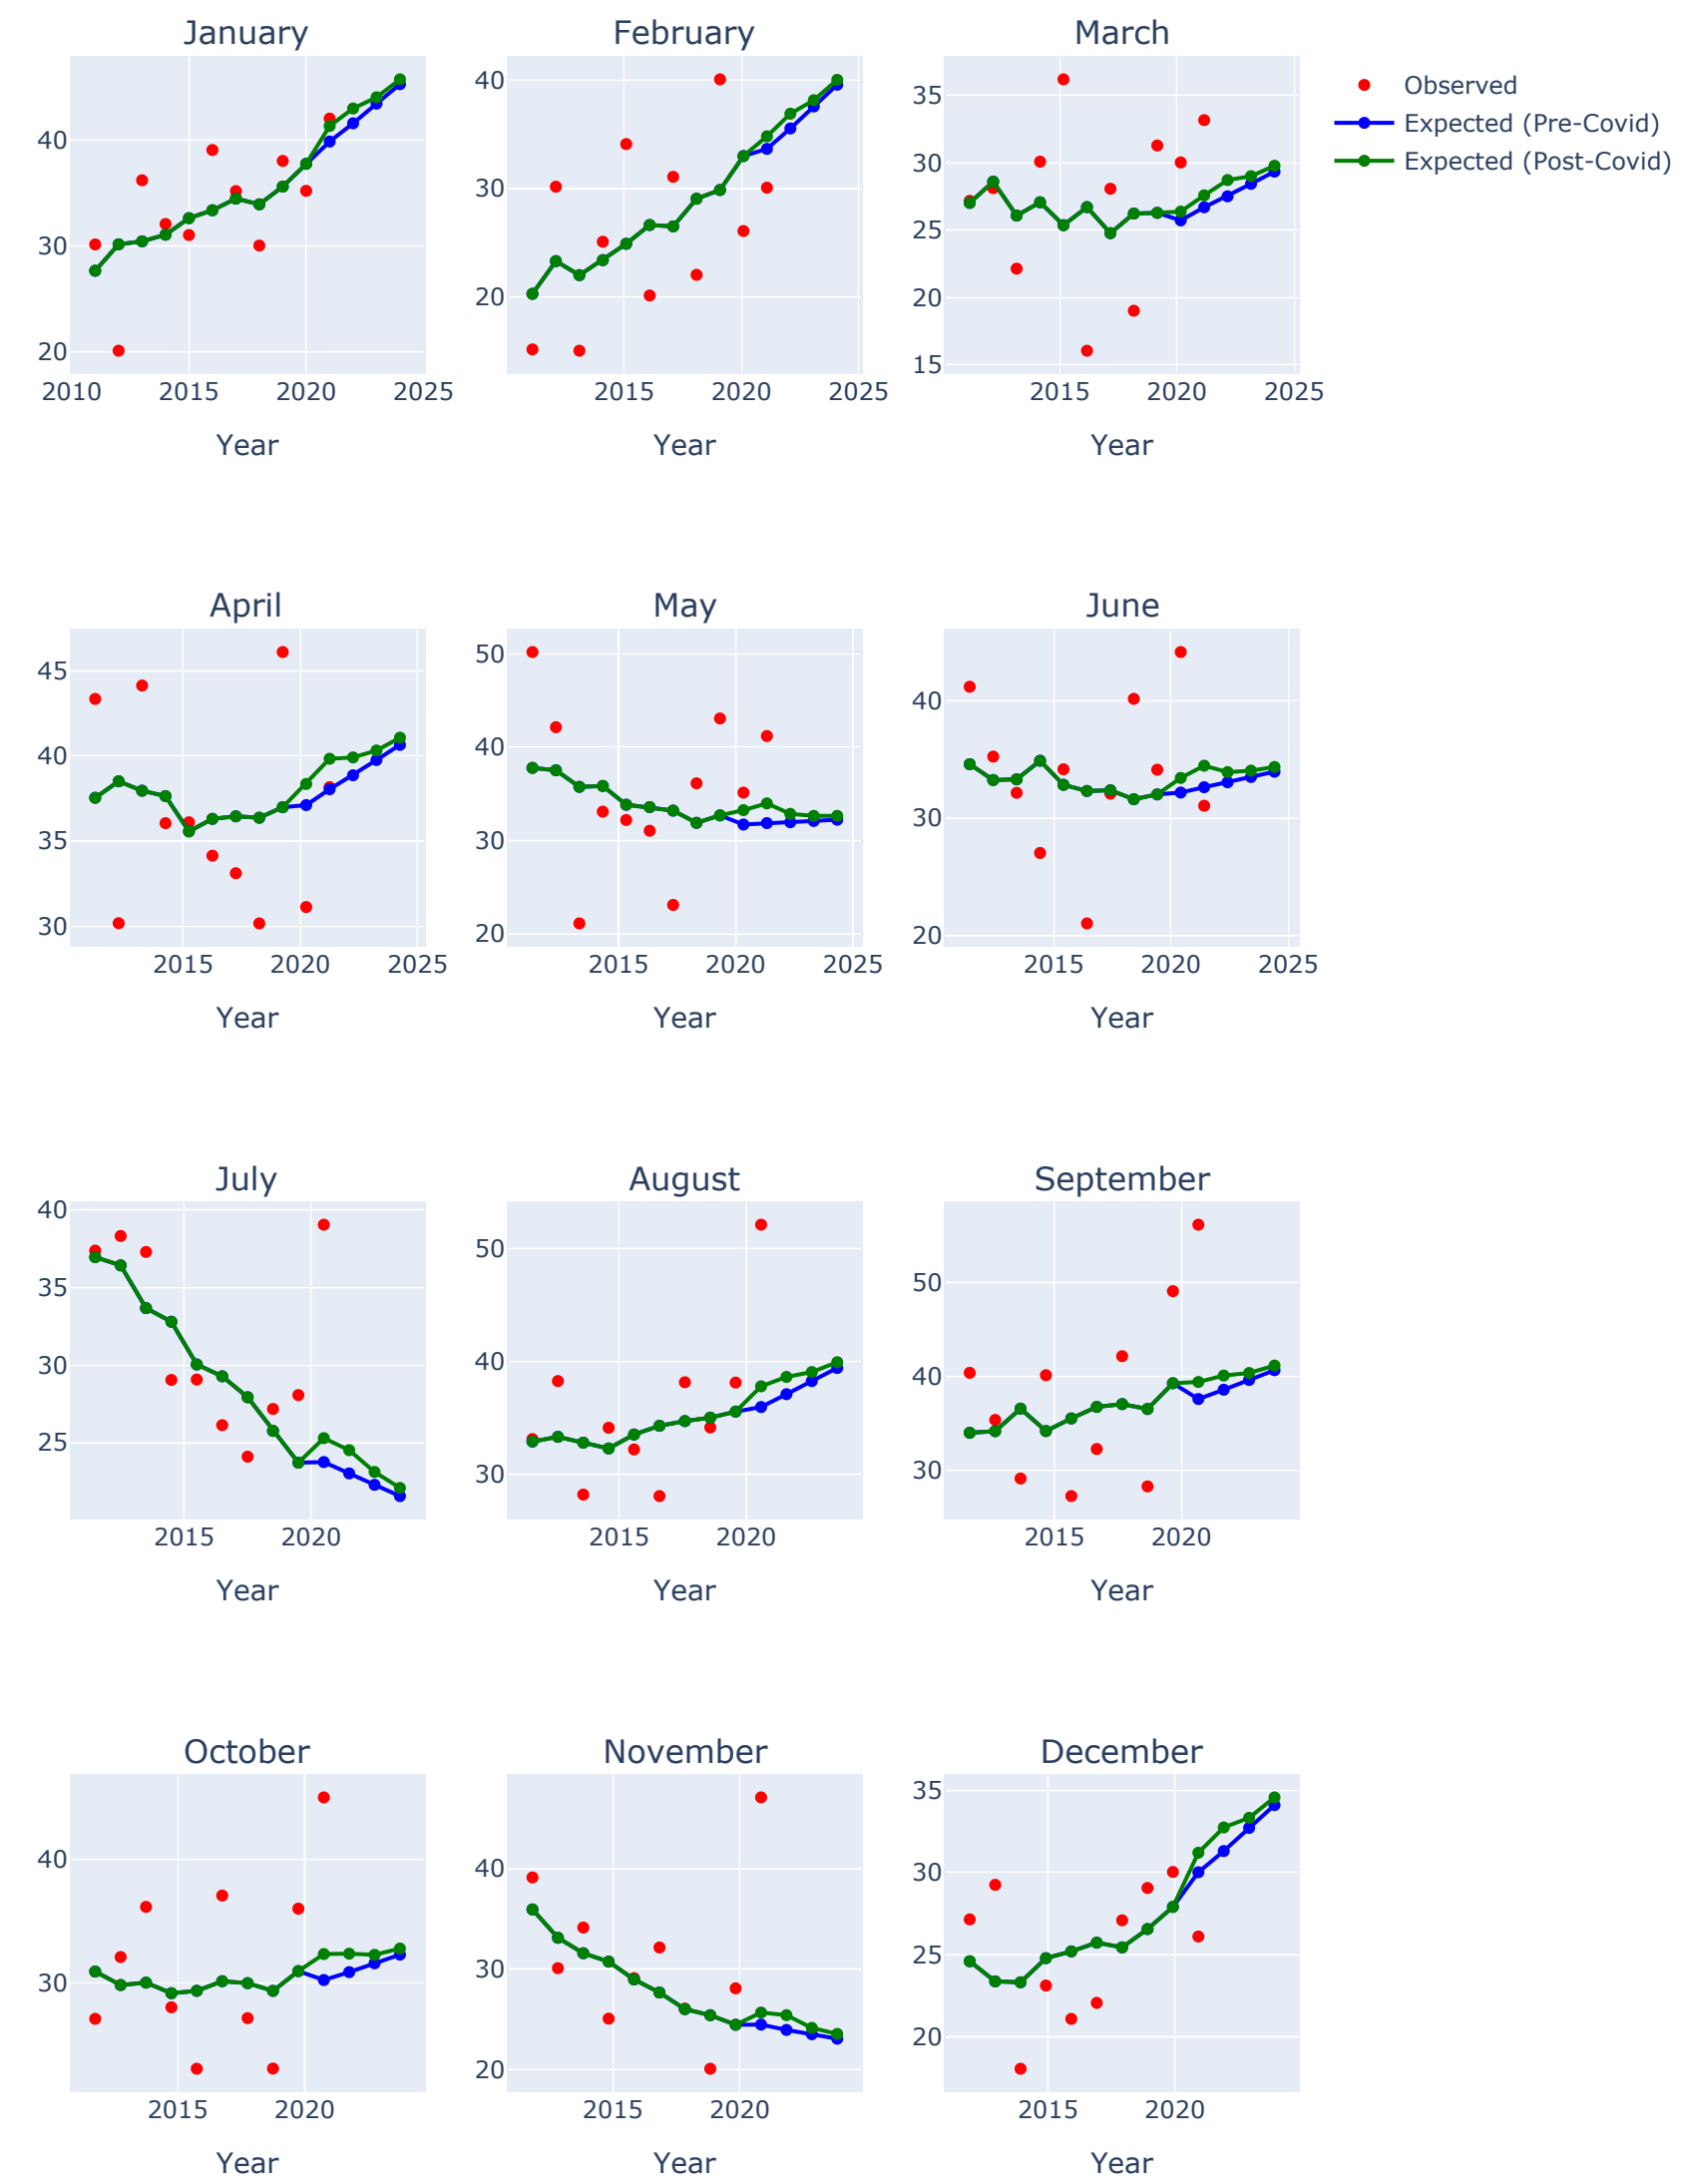 January
February
March
40
30
20
2010
2015
2020
2025
Year
40
30
20
2015
2020
2025
Year
35
30
25
20
15
2015
2020
2025
Year
Observed
Expected (Pre-Covid)
Expected (Post-Covid)
April
May
June
45
40
35
30
2015
2020
2025
Year
50
40
30
20
2015
2020
2025
Year
40
30
20
2015
2020
2025
Year
July
August
September
40
35
30
25
2015
2020
Year
50
40
30
2015
2020
Year
50
40
30
2015
2020
Year
October
November
December
40
30
2015
2020
Year
40
30
20
2015
2020
Year
35
30
25
20
2015
2020
Year